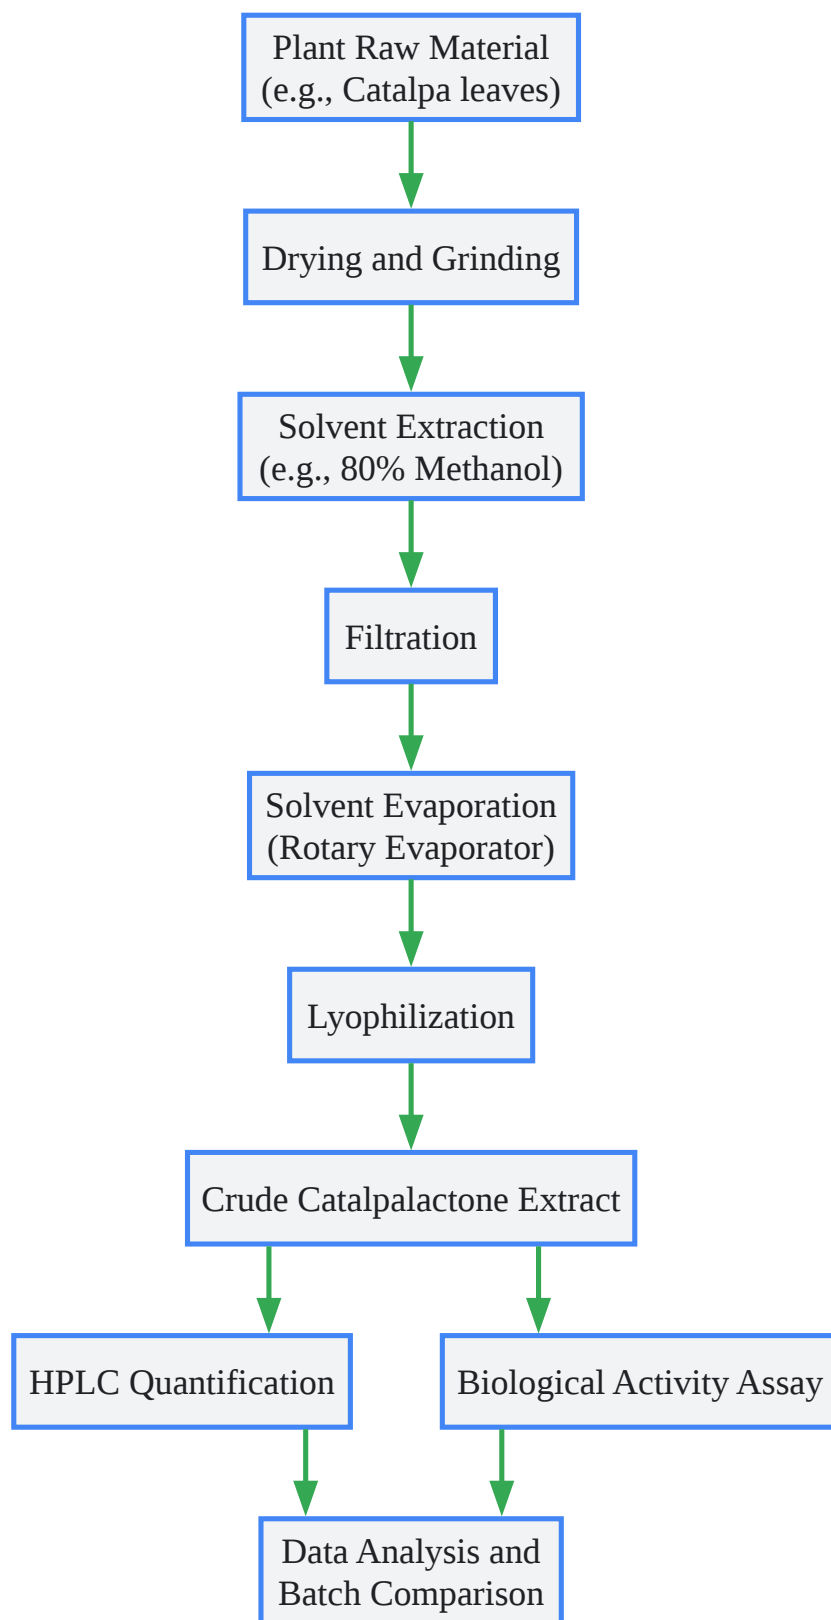 Plant Raw Material
(e.g., Catalpa leaves)
Drying and Grinding
Solvent Extraction
(e.g., 80% Methanol)
Filtration
Solvent Evaporation
(Rotary Evaporator)
Lyophilization
Crude Catalpalactone Extract
HPLC Quantification
Biological Activity Assay
Data Analysis and
Batch Comparison